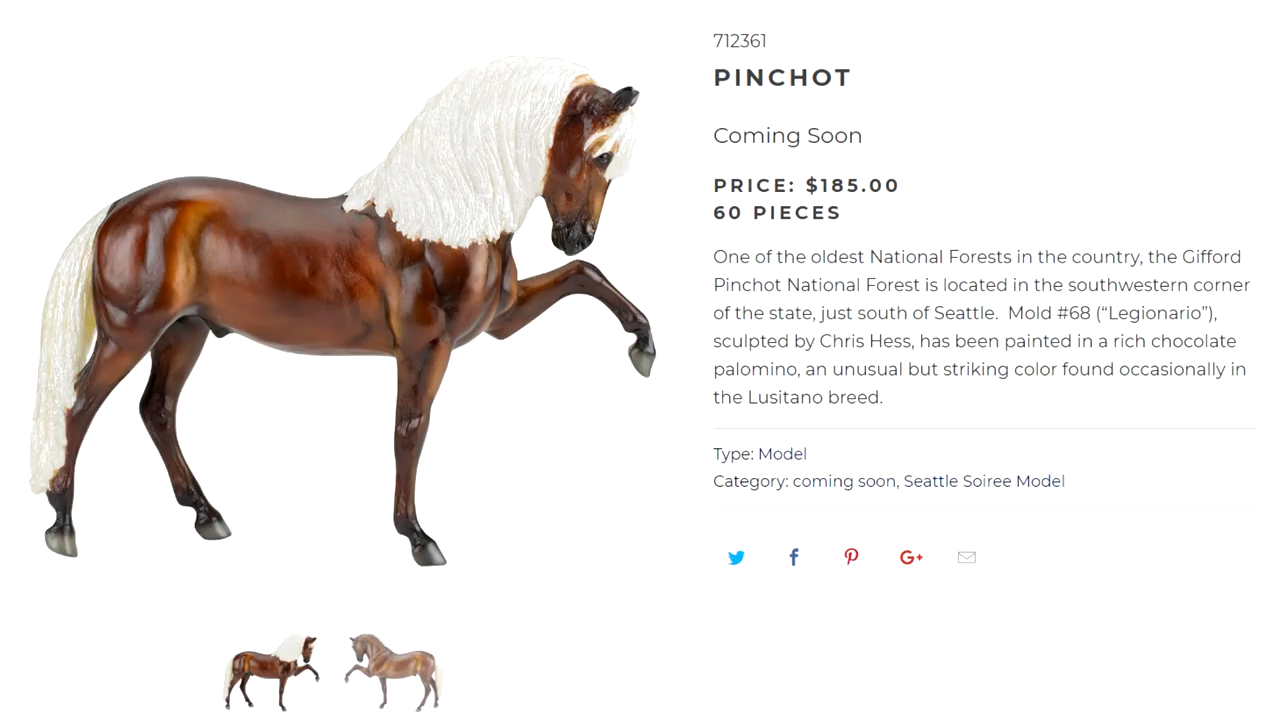 712361
PINCHOT
Coming Soon
PRICE: $185.00
60 PIECES
One of the oldest National Forests in the country, the Gifford
Pinchot National Forest is located in the southwestern corner
of the state, just south of Seattle.  Mold #68 (“Legionario”),
sculpted by Chris Hess, has been painted in a rich chocolate
palomino, an unusual but striking color found occasionally in
the Lusitano breed.
Type: Model
Category: coming soon, Seattle Soiree Model